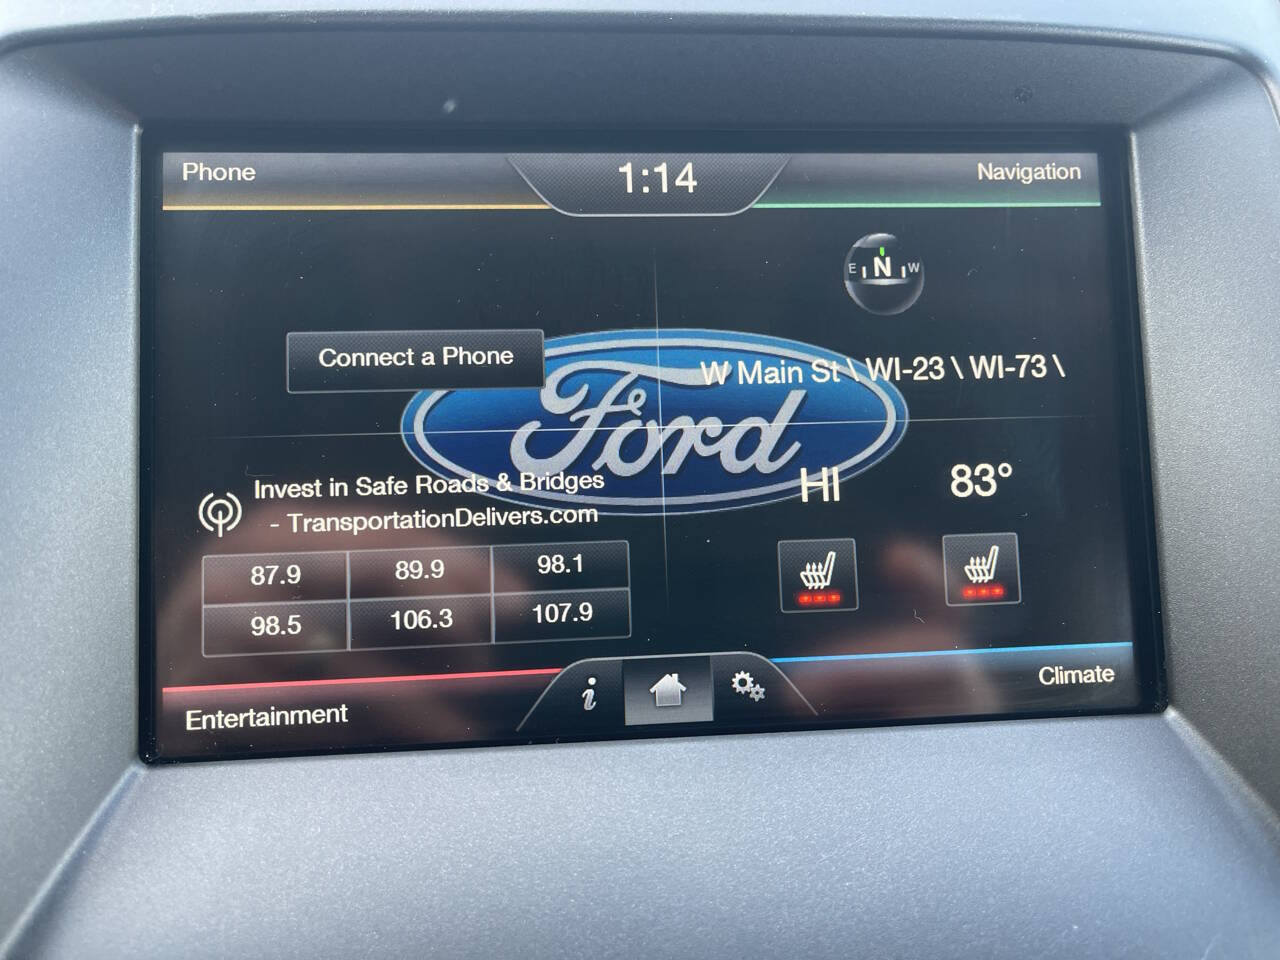 Phone
1:14
Navigation
E N W
Connect a Phone
W Main St \ WI-23 \ WI-73 \
Ford
Invest in Safe Roads & Bridges
- TransportationDelivers.com
HI
83°
87.9 89.9 98.1
98.5 106.3 107.9
Entertainment
i
Climate